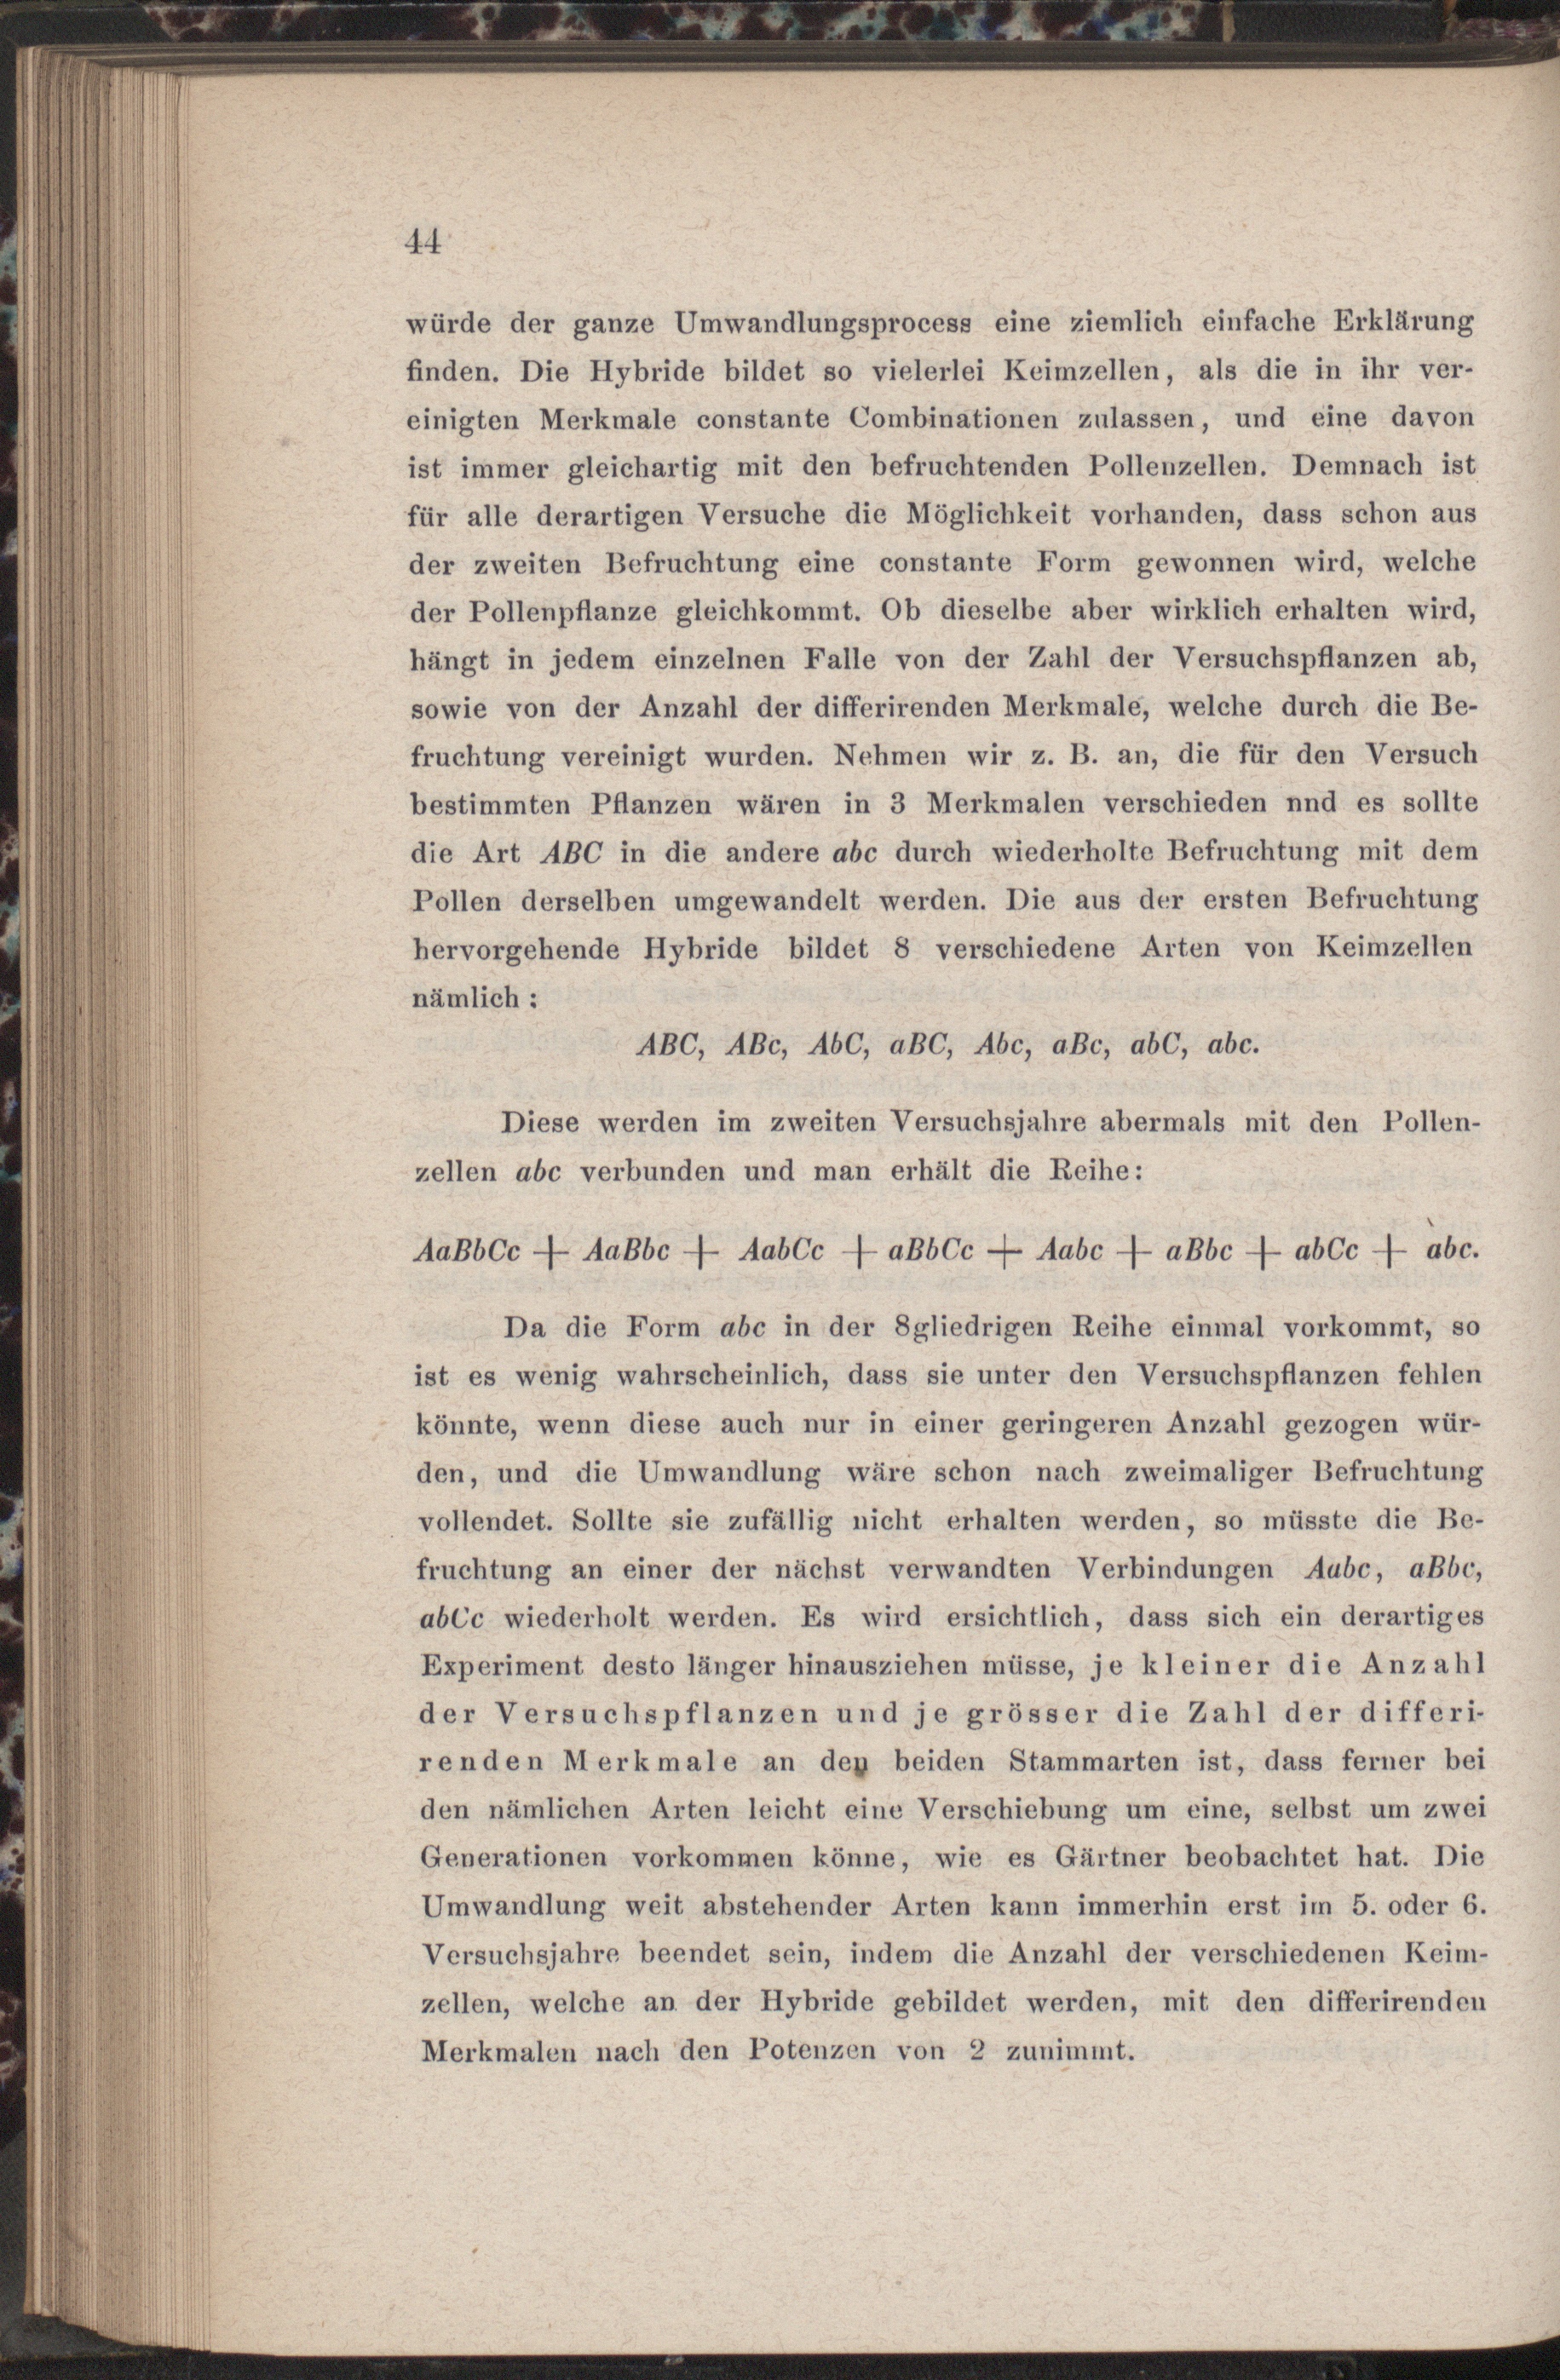 44
würde der ganze Umwandlungsprocess eine ziemlich einfache Erklärung
finden. Die Hybride bildet so vielerlei Keimzellen, als die in ihr ver-
einigten Merkmale constante Combinationen zulassen, und eine davon
ist immer gleichartig mit den befruchtenden Pollenzellen. Demnach ist
für alle derartigen Versuche die Möglichkeit vorhanden, dass schon aus
der zweiten Befruchtung eine constante Form gewonnen wird, welche
der Pollenpflanze gleichkommt. Ob dieselbe aber wirklich erhalten wird,
hängt in jedem einzelnen Falle von der Zahl der Versuchspflanzen ab,
sowie von der Anzahl der differirenden Merkmale, welche durch die Be-
fruchtung vereinigt wurden. Nehmen wir z. B. an, die für den Versuch
bestimmten Pflanzen wären in 3 Merkmalen verschieden nnd es sollte
die Art ABC in die andere abc durch wiederholte Befruchtung mit dem
Pollen derselben umgewandelt werden. Die aus der ersten Befruchtung
hervorgehende Hybride bildet 8 verschiedene Arten von Keimzellen
nämlich:
ABC, ABc, AbC, aBC, Abc, aBc, abC, abc.
Diese werden im zweiten Versuchsjahre abermals mit den Pollen-
zellen abc verbunden und man erhält die Reihe:
AaBbCc + AaBbc + AabCc + aBbCc + Aabc + aBbc + abCc + abc.
Da die Form abc in der 8gliedrigen Reihe einmal vorkommt, so
ist es wenig wahrscheinlich, dass sie unter den Versuchspflanzen fehlen
könnte, wenn diese auch nur in einer geringeren Anzahl gezogen wür-
den, und die Umwandlung wäre schon nach zweimaliger Befruchtung
vollendet. Sollte sie zufällig nicht erhalten werden, so müsste die Be-
fruchtung an einer der nächst verwandten Verbindungen Aabc, aBbc,
abCc wiederholt werden. Es wird ersichtlich, dass sich ein derartiges
Experiment desto länger hinausziehen müsse, je kleiner die Anzahl
der Versuchspflanzen und je grösser die Zahl der differi-
renden Merkmale an den beiden Stammarten ist, dass ferner bei
den nämlichen Arten leicht eine Verschiebung um eine, selbst um zwei
Generationen vorkommen könne, wie es Gärtner beobachtet hat. Die
Umwandlung weit abstehender Arten kann immerhin erst im 5. oder 6.
Versuchsjahre beendet sein, indem die Anzahl der verschiedenen Keim-
zellen, welche an der Hybride gebildet werden, mit den differirenden
Merkmalen nach den Potenzen von 2 zunimmt.